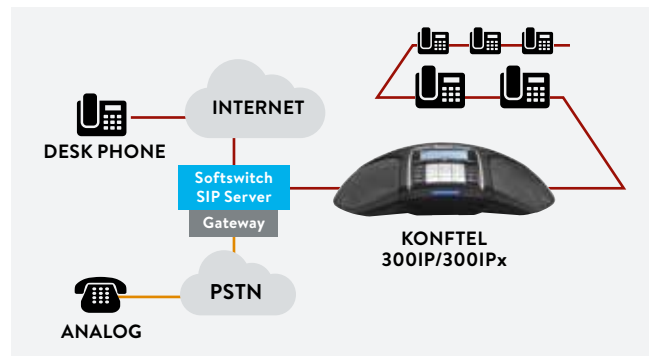 INTERNET
DESK PHONE
Softswitch
SIP Server
Gateway
KONFTEL
300IP/300IPx
PSTN
ANALOG